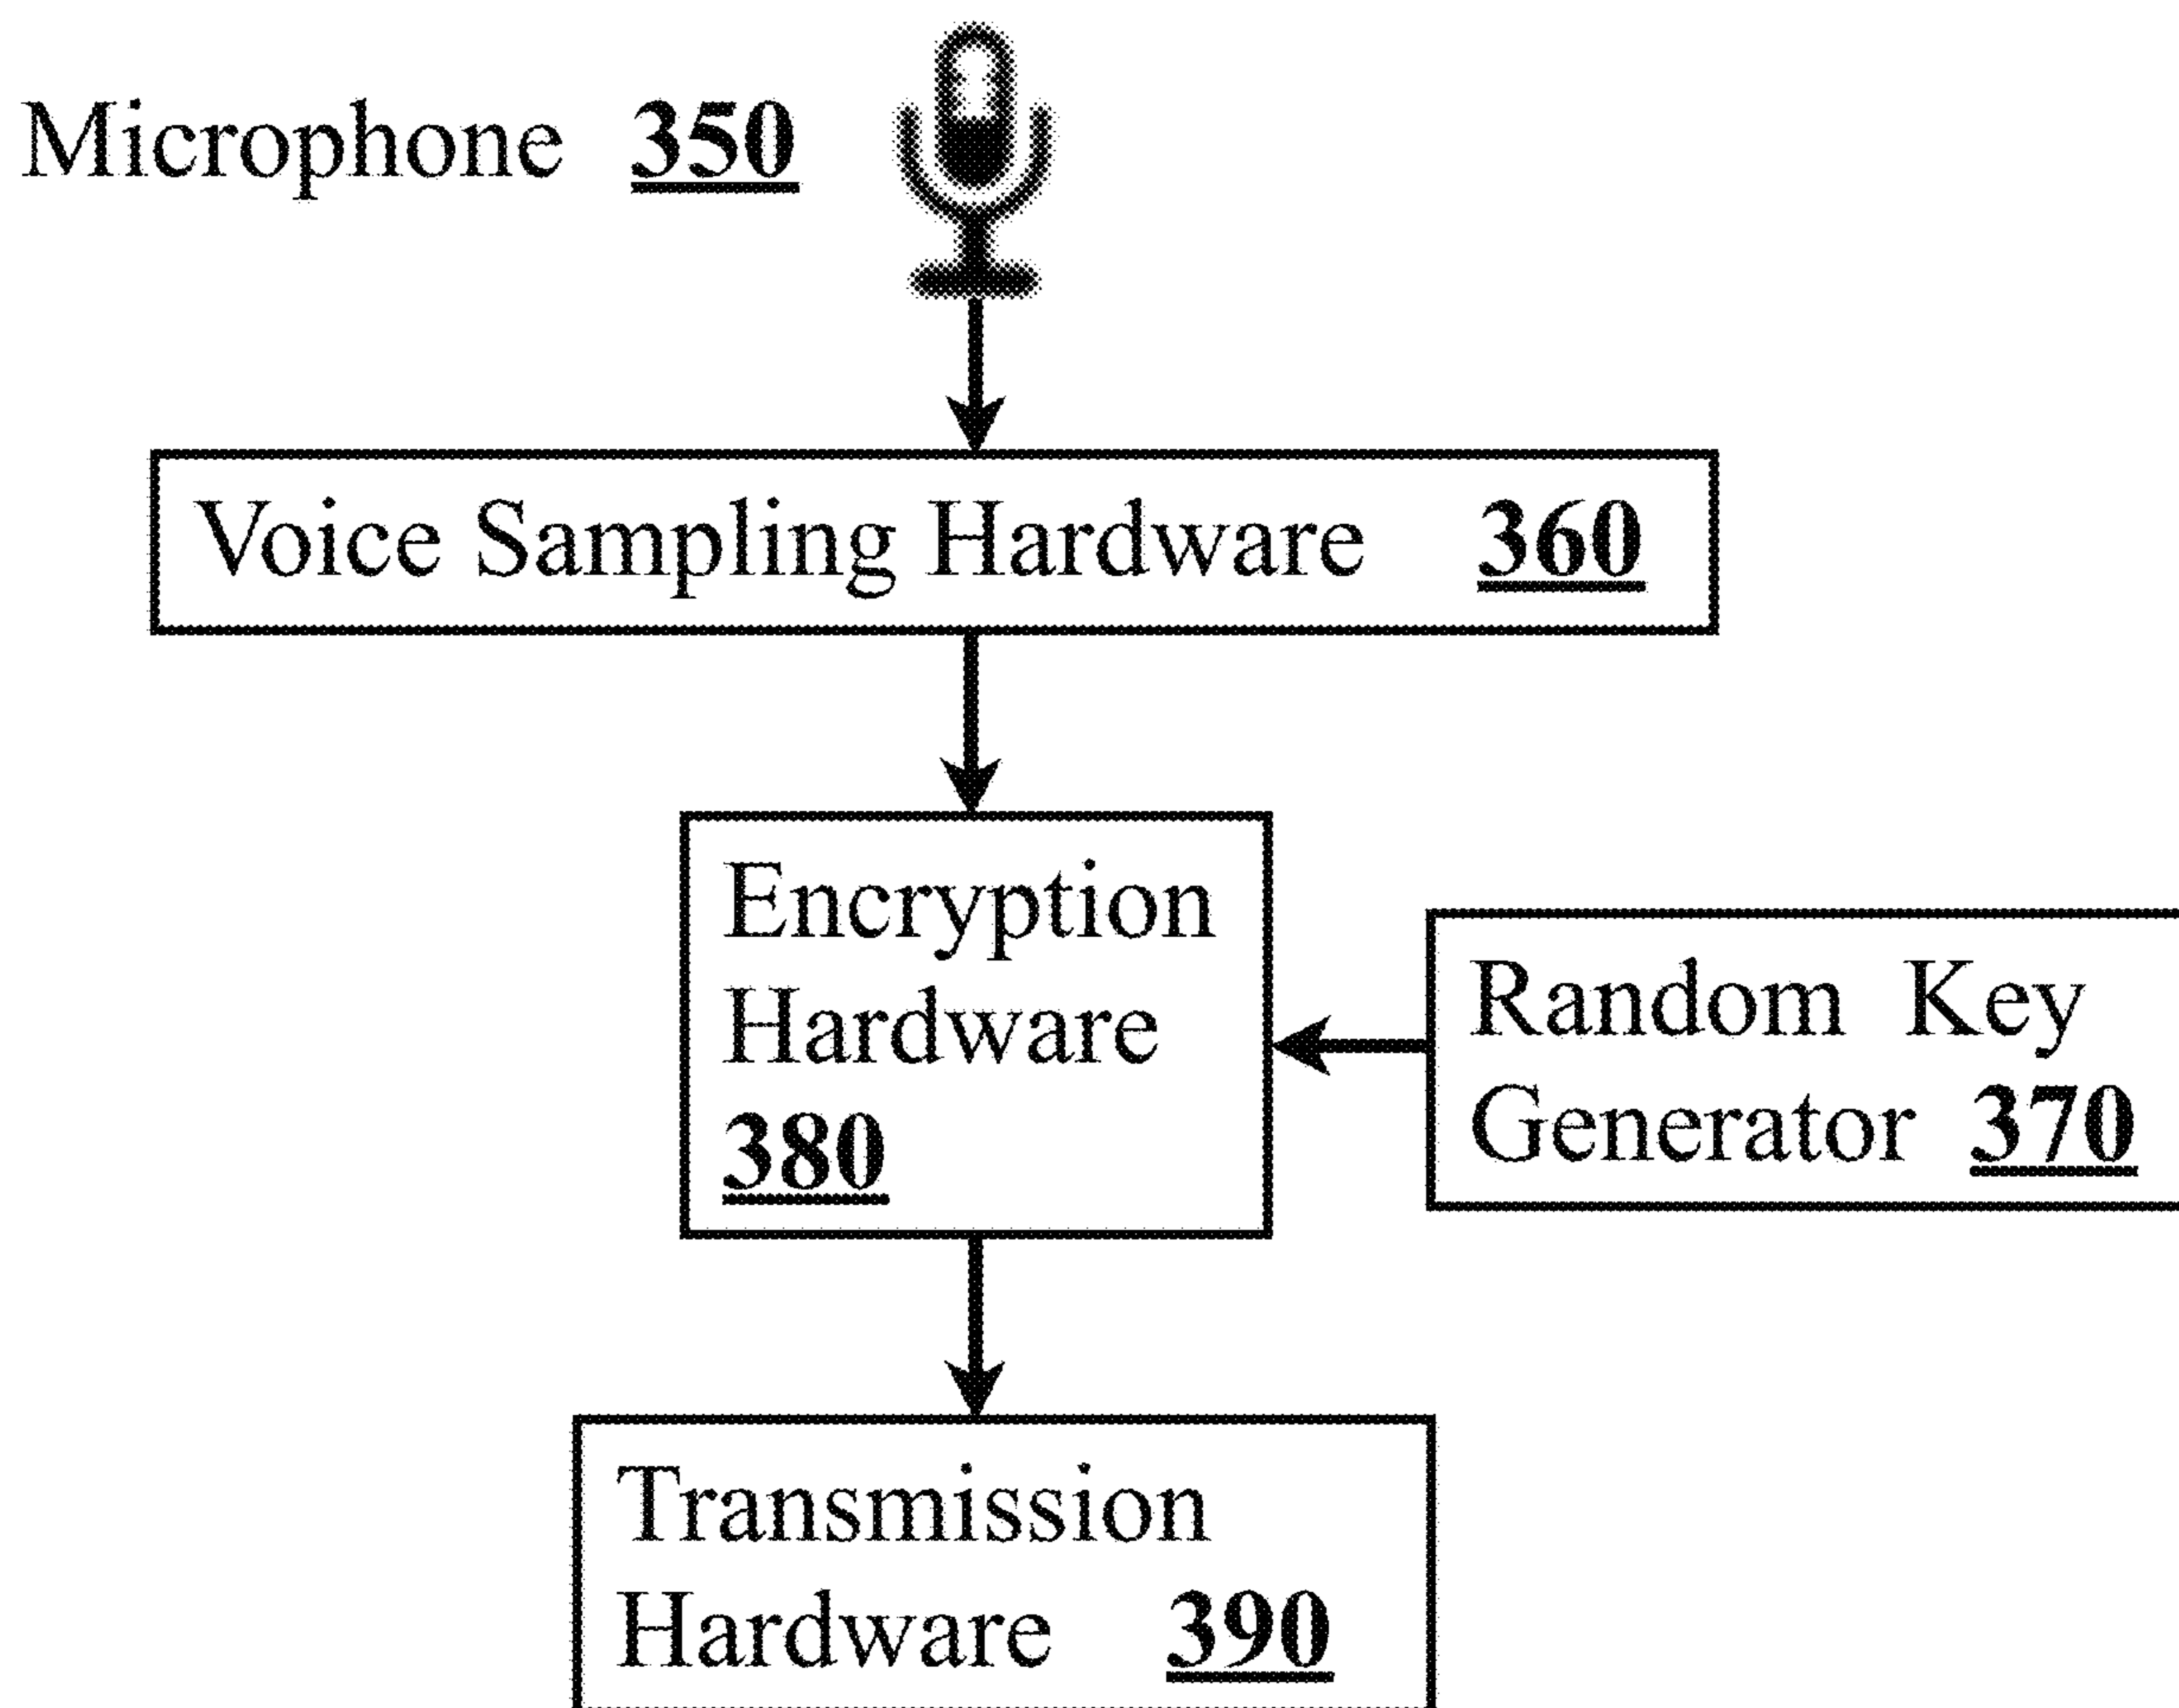 Microphone 350
Voice Sampling Hardware 360
Encryption
Hardware
380
Random Key
Generator 370
Transmission
Hardware 390